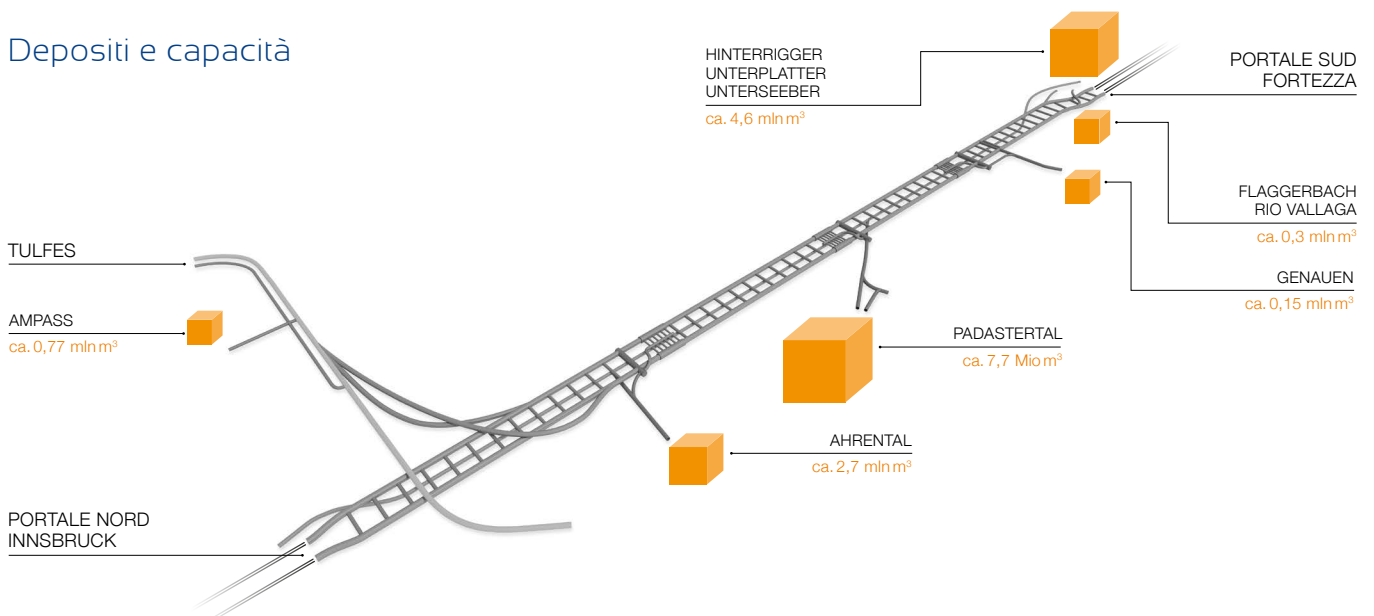 Depositi e capacità
HINTERRIGGER
UNTERPLATTER
UNTERSEEBER
ca. 4,6 mln m³
PORTALE SUD
FORTEZZA
FLAGGERBACH
RIO VALLAGA
ca. 0,3 mln m³
GENAUEN
ca. 0,15 mln m³
TULFES
AMPASS
ca. 0,77 mln m³
PADASTERTAL
ca. 7,7 Mio m³
AHRENTAL
ca. 2,7 mln m³
PORTALE NORD
INNSBRUCK